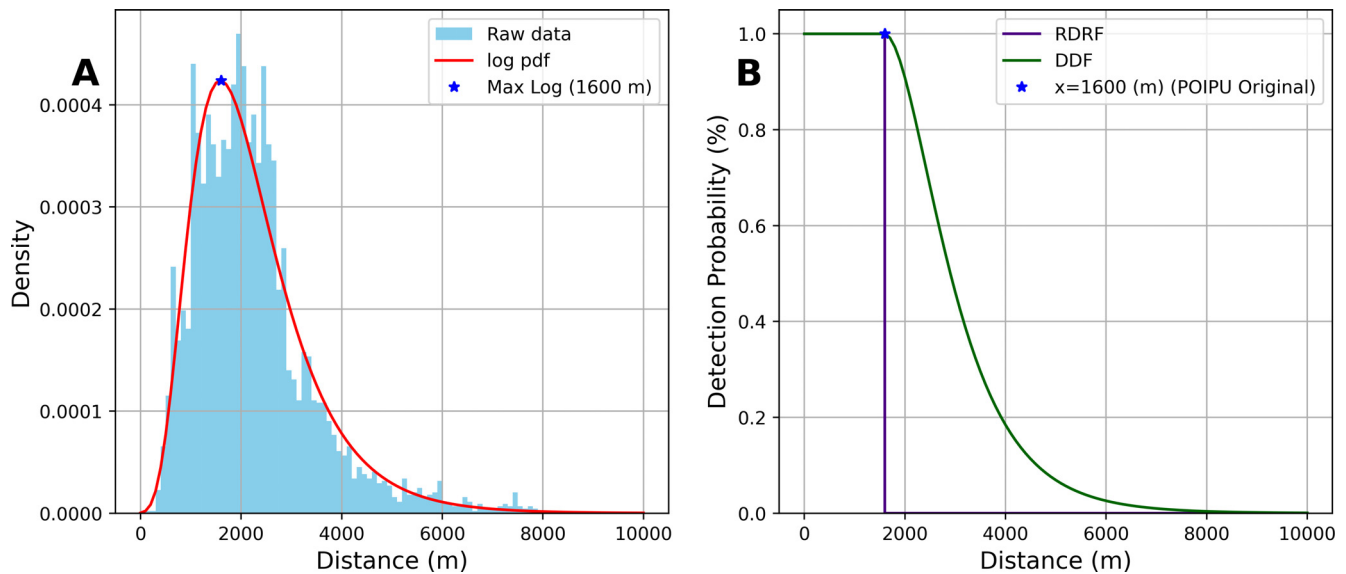 A
Raw data
log pdf
Max Log (1600 m)
Density
0.0004
0.0003
0.0002
0.0001
0.0000
0 2000 4000 6000 8000 10000
Distance (m)
B
RDRF
DDF
x=1600 (m) (POIPU Original)
Detection Probability (%)
1.0
0.8
0.6
0.4
0.2
0.0
0 2000 4000 6000 8000 10000
Distance (m)